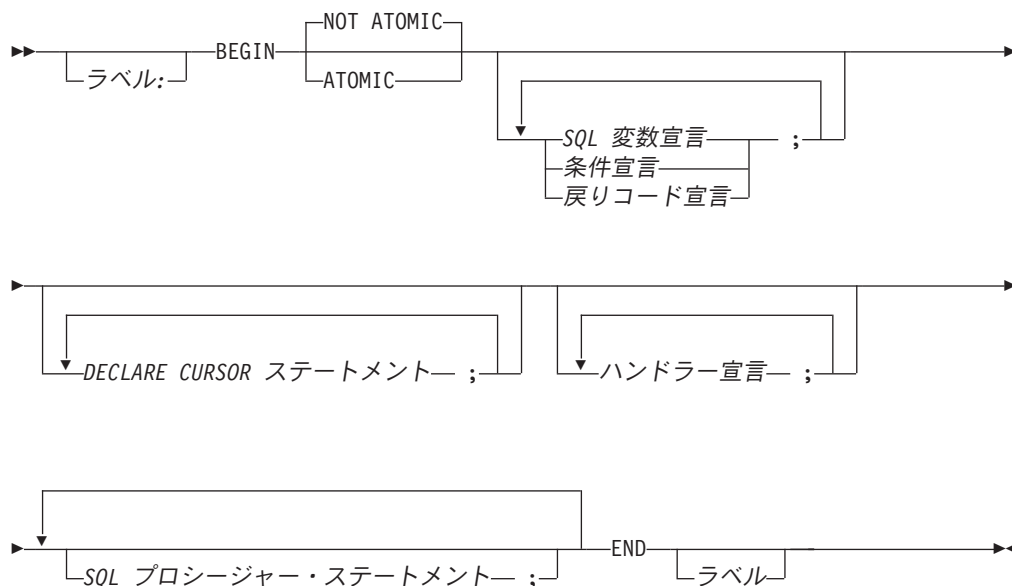 NOT ATOMIC
ラベル: BEGIN ATOMIC
SQL 変数宣言 ;
条件宣言
戻りコード宣言
DECLARE CURSOR ステートメント ; ハンドラー宣言 ;
SQL プロシージャー・ステートメント ; END ラベル